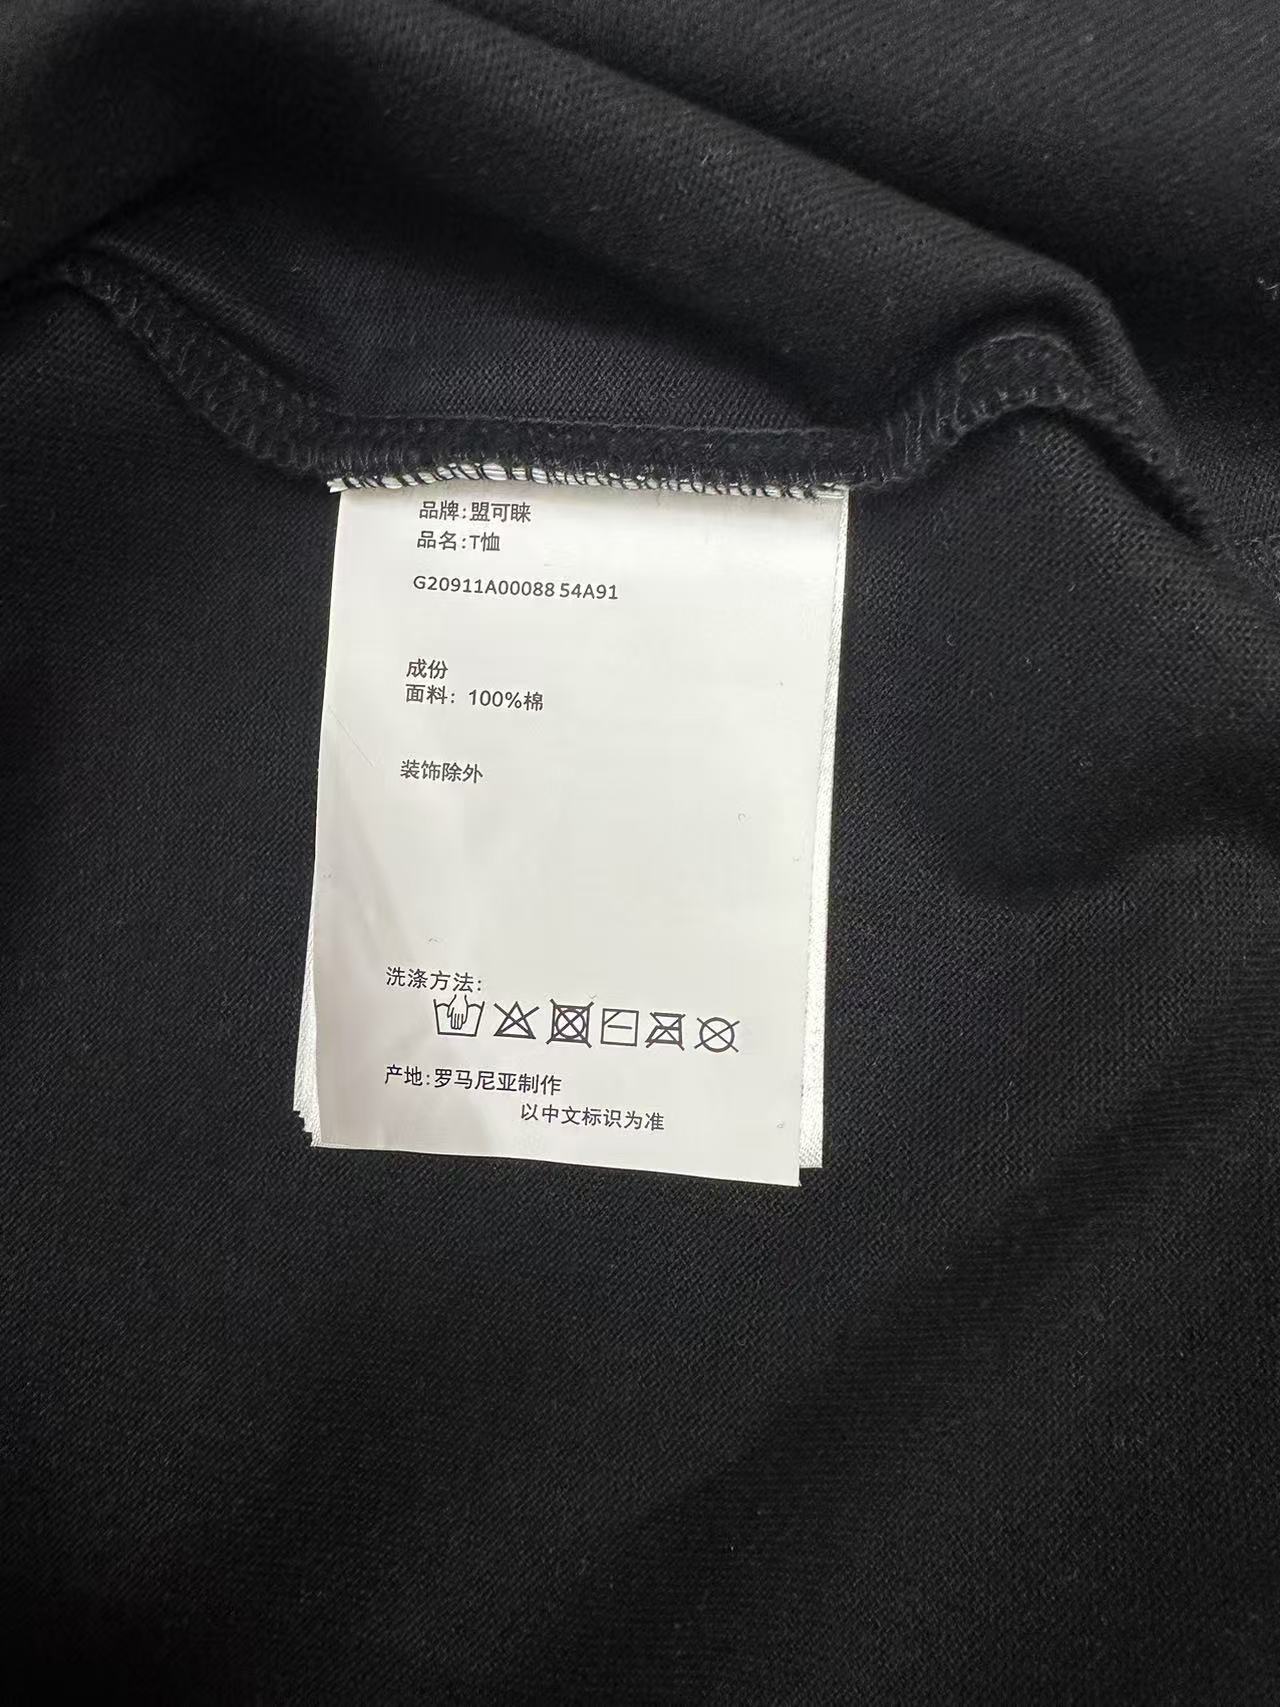 品牌:盟可睐
品名:T恤
G20911A00088 54A91
成份
面料: 100%棉
装饰除外
洗涤方法:
产地:罗马尼亚制作
以中文标识为准